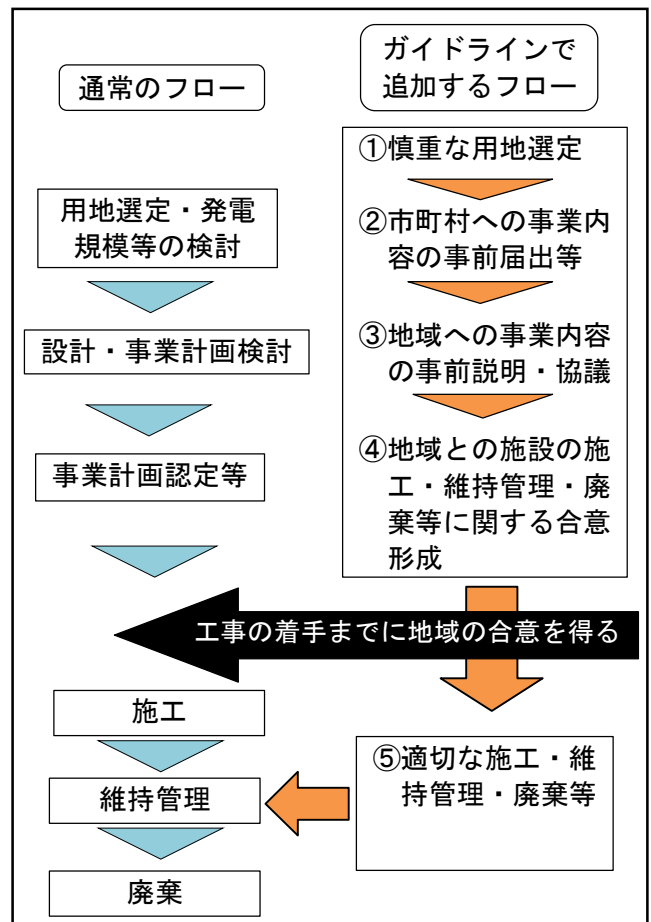 通常のフロー
用地選定・発電
規模等の検討
設計・事業計画検討
事業計画認定等
ガイドラインで
追加するフロー
①慎重な用地選定
②市町村への事業内
容の事前届出等
③地域への事業内容
の事前説明・協議
④地域との施設の施
工・維持管理・廃
棄等に関する合意
形成
工事の着手までに地域の合意を得る
施工
維持管理
廃棄
⑤適切な施工・維
持管理・廃棄等